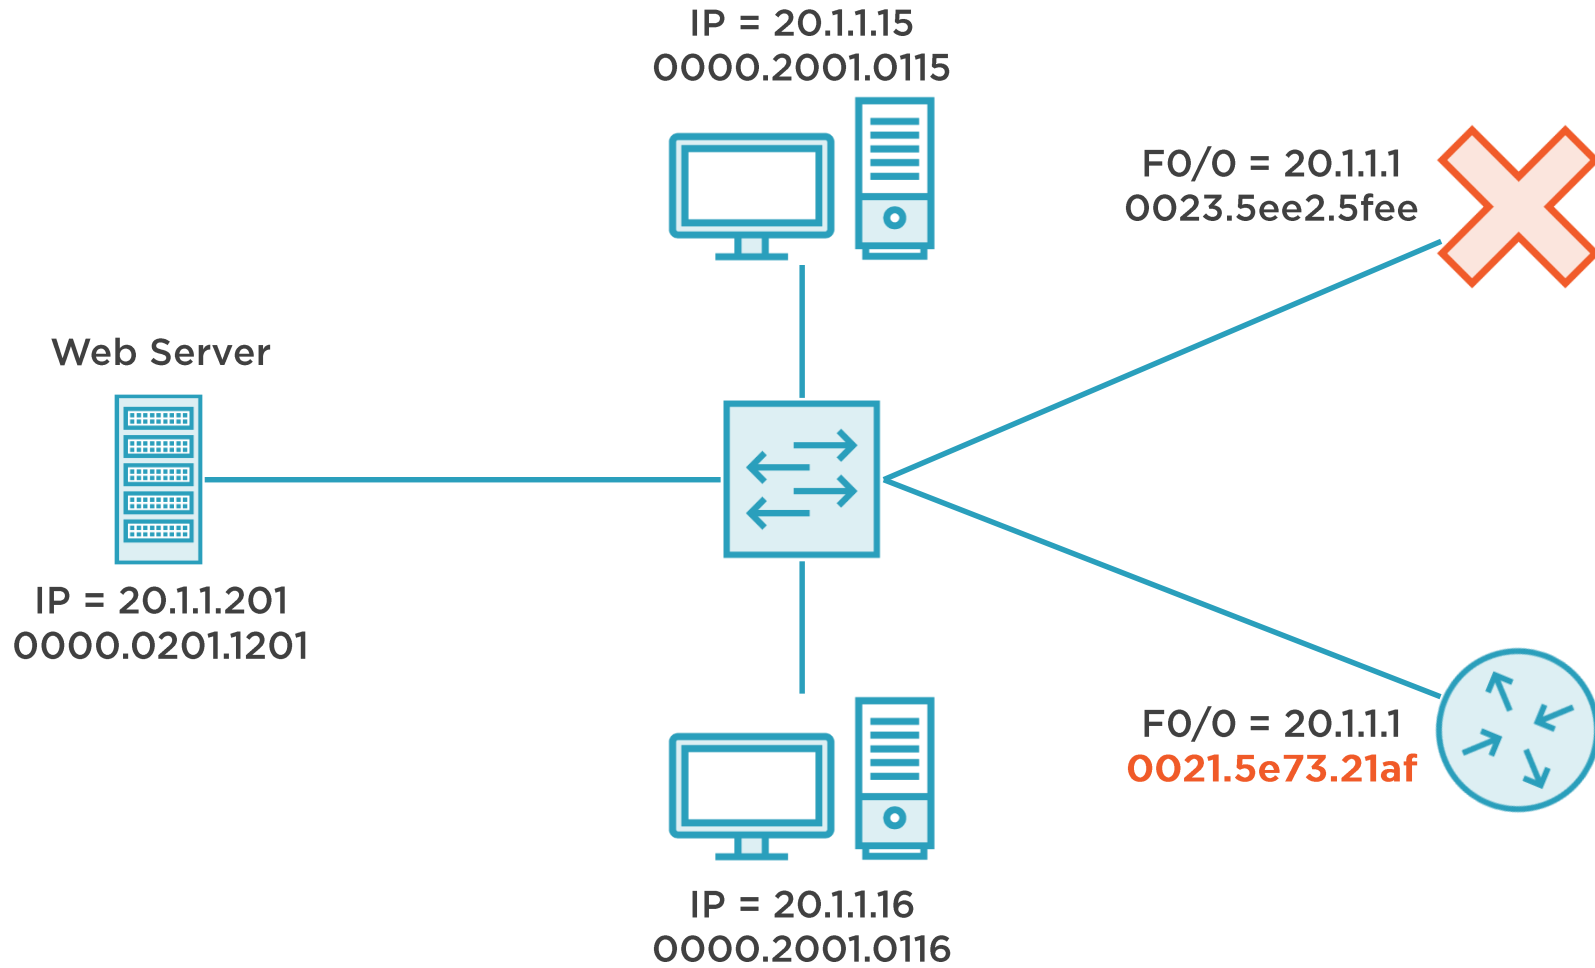 IP = 20.1.1.15
0000.2001.0115
F0/0 = 20.1.1.1
0023.5ee2.5fee
Web Server
IP = 20.1.1.201
0000.0201.1201
F0/0 = 20.1.1.1
0021.5e73.21af
IP = 20.1.1.16
0000.2001.0116